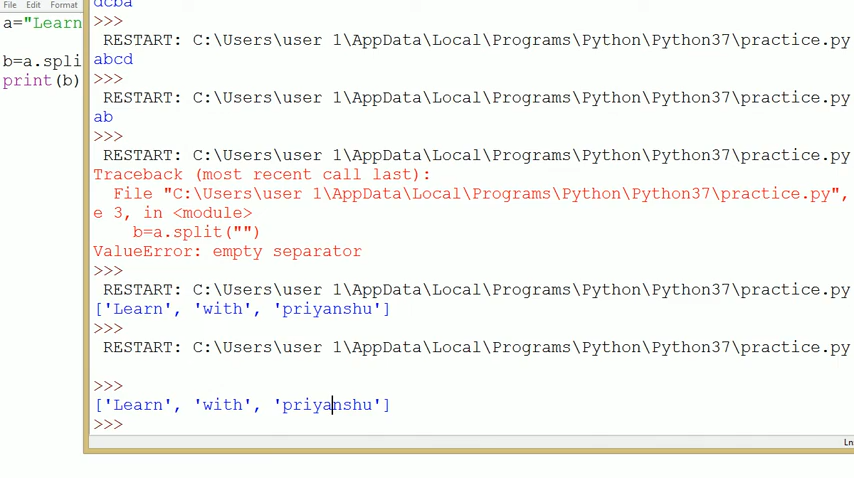 File Edit Format
a="Learn
b=a.spli
print(b)
dcba
>>>
RESTART: C:\Users\user 1\AppData\Local\Programs\Python\Python37\practice.py
abcd
>>>
RESTART: C:\Users\user 1\AppData\Local\Programs\Python\Python37\practice.py
ab
>>>
RESTART: C:\Users\user 1\AppData\Local\Programs\Python\Python37\practice.py
Traceback (most recent call last):
File "C:\Users\user 1\AppData\Local\Programs\Python\Python37\practice.py",
e 3, in <module>
b=a.split("")
ValueError: empty separator
>>>
RESTART: C:\Users\user 1\AppData\Local\Programs\Python\Python37\practice.py
['Learn', 'with', 'priyanshu']
>>>
RESTART: C:\Users\user 1\AppData\Local\Programs\Python\Python37\practice.py
>>>
['Learn', 'with', 'priyanshu']
>>>
Ln